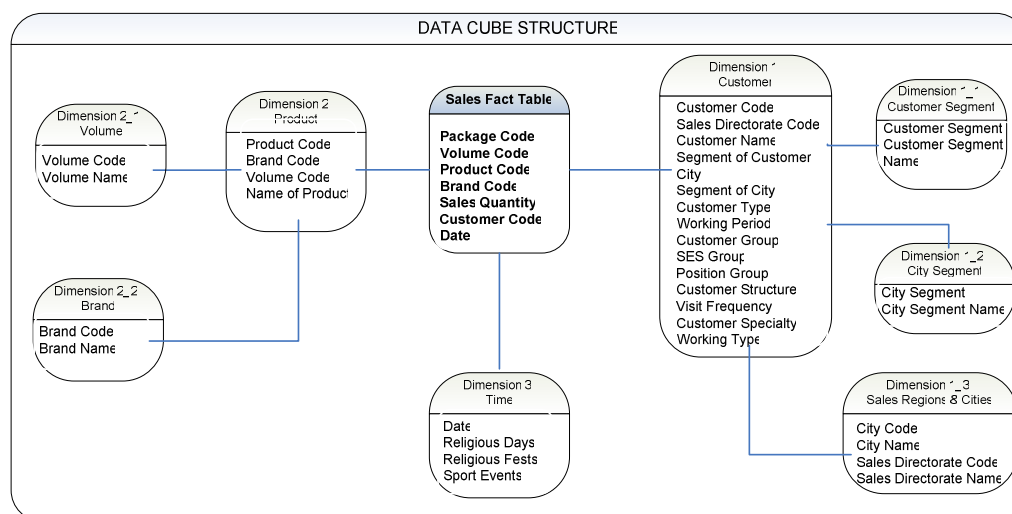 DATA CUBE STRUCTURE
Dimension 2_1
Volume
Volume Code
Volume Name
Dimension 2
Product
Product Code
Brand Code
Volume Code
Name of Product
Dimension 2_2
Brand
Brand Code
Brand Name
Sales Fact Table
Package Code
Volume Code
Product Code
Brand Code
Sales Quantity
Customer Code
Date
Dimension 3
Time
Date
Religious Days
Religious Fests
Sport Events
Dimension 1
Customer
Customer Code
Sales Directorate Code
Customer Name
Segment of Customer
City
Segment of City
Customer Type
Working Period
Customer Group
SES Group
Position Group
Customer Structure
Visit Frequency
Customer Specialty
Working Type
Dimension 1_1
Customer Segment
Customer Segment
Customer Segment
Name
Dimension 1_2
City Segment
City Segment
City Segment Name
Dimension 1_3
Sales Regions & Cities
City Code
City Name
Sales Directorate Code
Sales Directorate Name